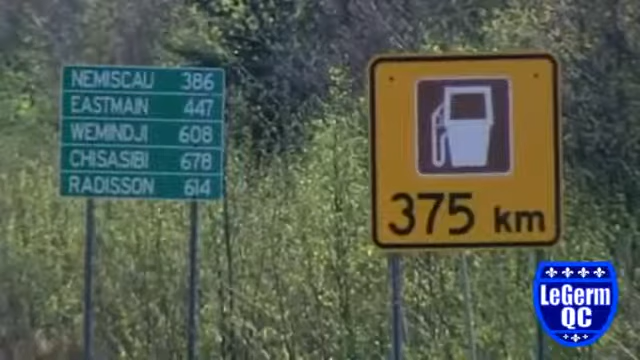 NEMISCAU 386
EASTMAIN 447
WEMINDJI 608
CHISASIBI 678
RADISSON 614
375 km
LeGerm
QC